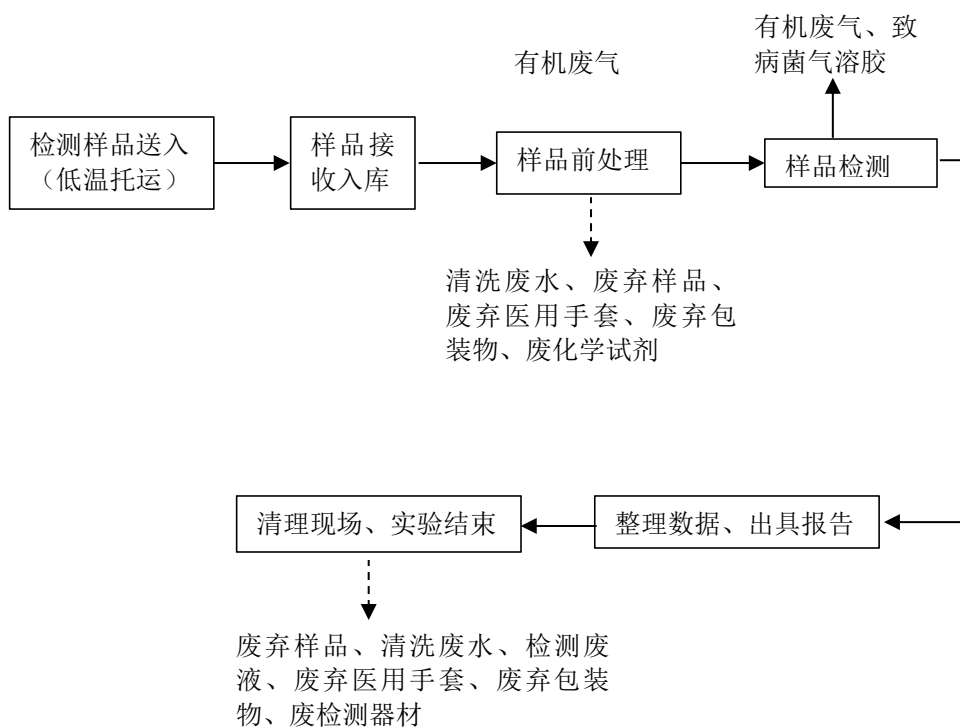 有机废气、致
病菌气溶胶
有机废气
检测样品送入
（低温托运）
样品接
收入库
样品前处理
样品检测
清洗废水、废弃样品、
废弃医用手套、废弃包
装物、废化学试剂
清理现场、实验结束
整理数据、出具报告
废弃样品、清洗废水、检测废
液、废弃医用手套、废弃包装
物、废检测器材